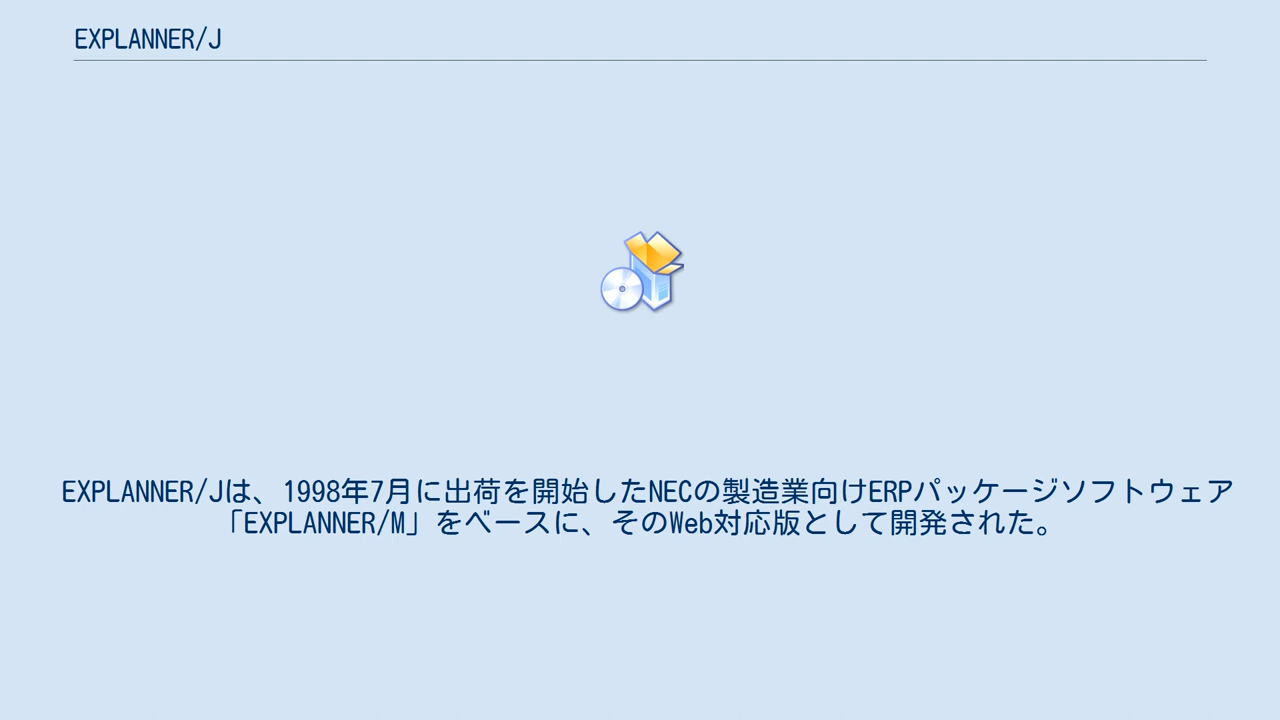 EXPLANNER/J
EXPLANNER/Jは、1998年7月に出荷を開始したNECの製造業向けERPパッケージソフトウェア
「EXPLANNER/M」をベースに、そのWeb対応版として開発された。